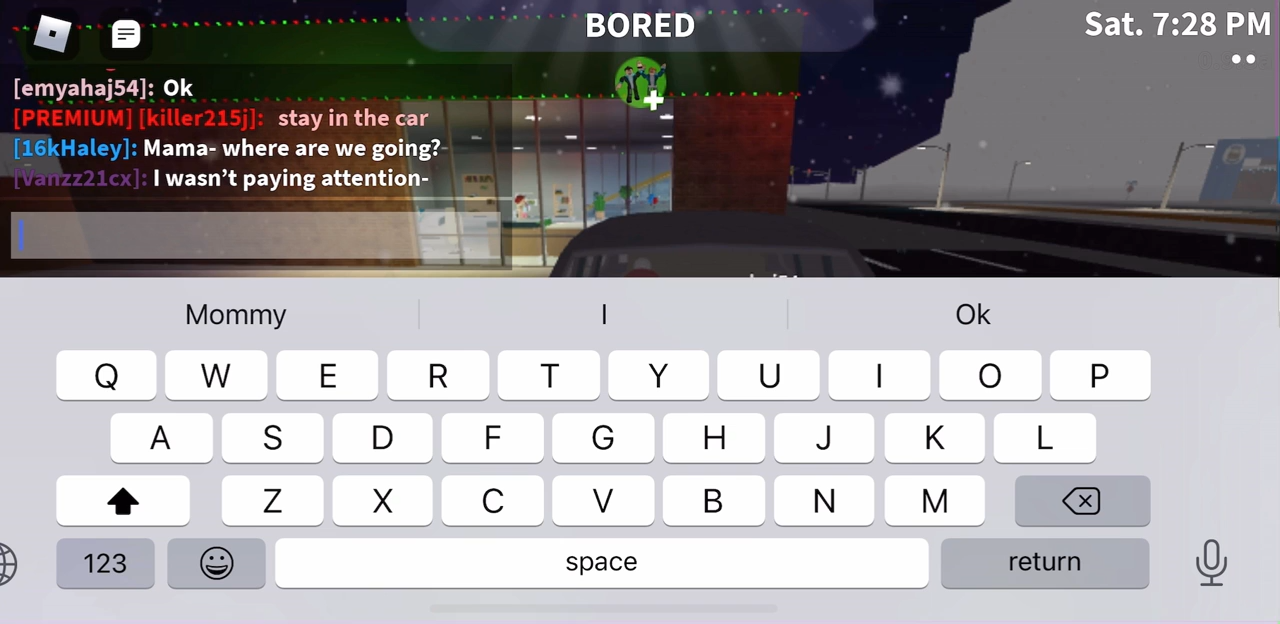 BORED
Sat. 7:28 PM
[emyahaj54]: Ok
[PREMIUM] [killer215j]: stay in the car
[16kHaley]: Mama- where are we going?
[Vanzz21cx]: I wasn’t paying attention-
Mommy I Ok
Q W E R T Y U I O P
A S D F G H J K L
Z X C V B N M
123 space return